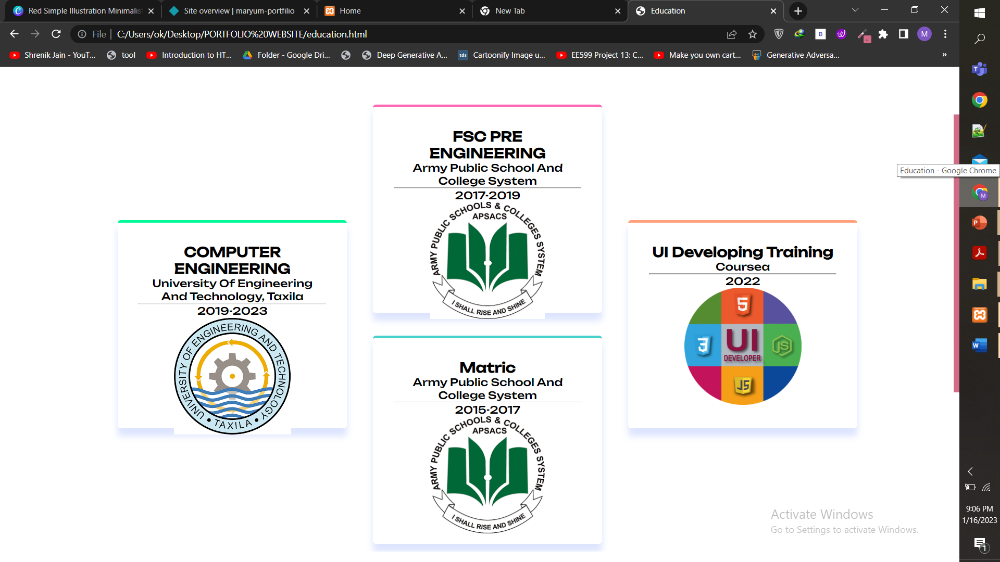 Red Simple Illustration Minimalis
Site overview | maryum-portfilio
Home
New Tab
Education
File
C:/Users/ok/Desktop/PORTFOLIO%20WEBSITE/education.html
B
M
Shrenik Jain - YouT...
tool
Introduction to HT...
Folder - Google Dri...
Deep Generative A...
tds
Cartoonify Image u...
EE599 Project 13: C...
Make you own cart...
Generative Adversa...
»
FSC PRE
ENGINEERING
Army Public School And
College System
2017-2019
ARMY PUBLIC SCHOOLS & COLLEGES SYSTEM
APSACS
I SHALL RISE AND SHINE
COMPUTER
ENGINEERING
University Of Engineering
And Technology, Taxila
2019-2023
UNIVERSITY OF ENGINEERING AND TECHNOLOGY
• TAXILA •
Matric
Army Public School And
College System
2015-2017
ARMY PUBLIC SCHOOLS & COLLEGES SYSTEM
APSACS
I SHALL RISE AND SHINE
UI Developing Training
Coursea
2022
5
3
UI
DEVELOPER
JS
JS
Education - Google Chrome
T
M
P
W
Activate Windows
Go to Settings to activate Windows.
9:06 PM
1/16/2023
1